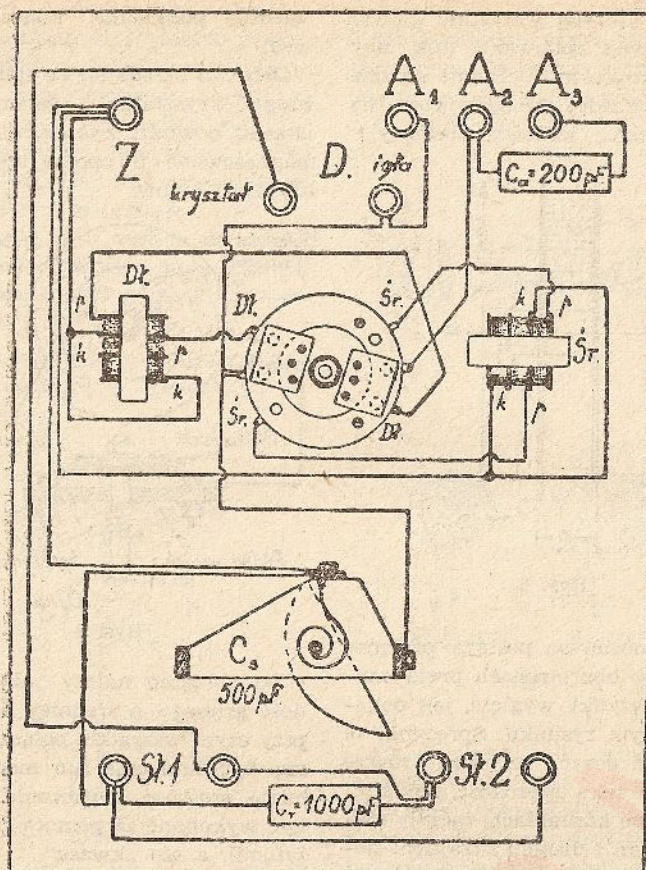 A₁ A₂ A₃
Z D.
kryształ igła
Cₐ=200pF
Dł.
p
k p
k
Dł. Śr.
Śr. Dł.
k p
Śr.
k p
Cₛ
500pF
Sł.1 Sł.2
Cᵣ=1000pF